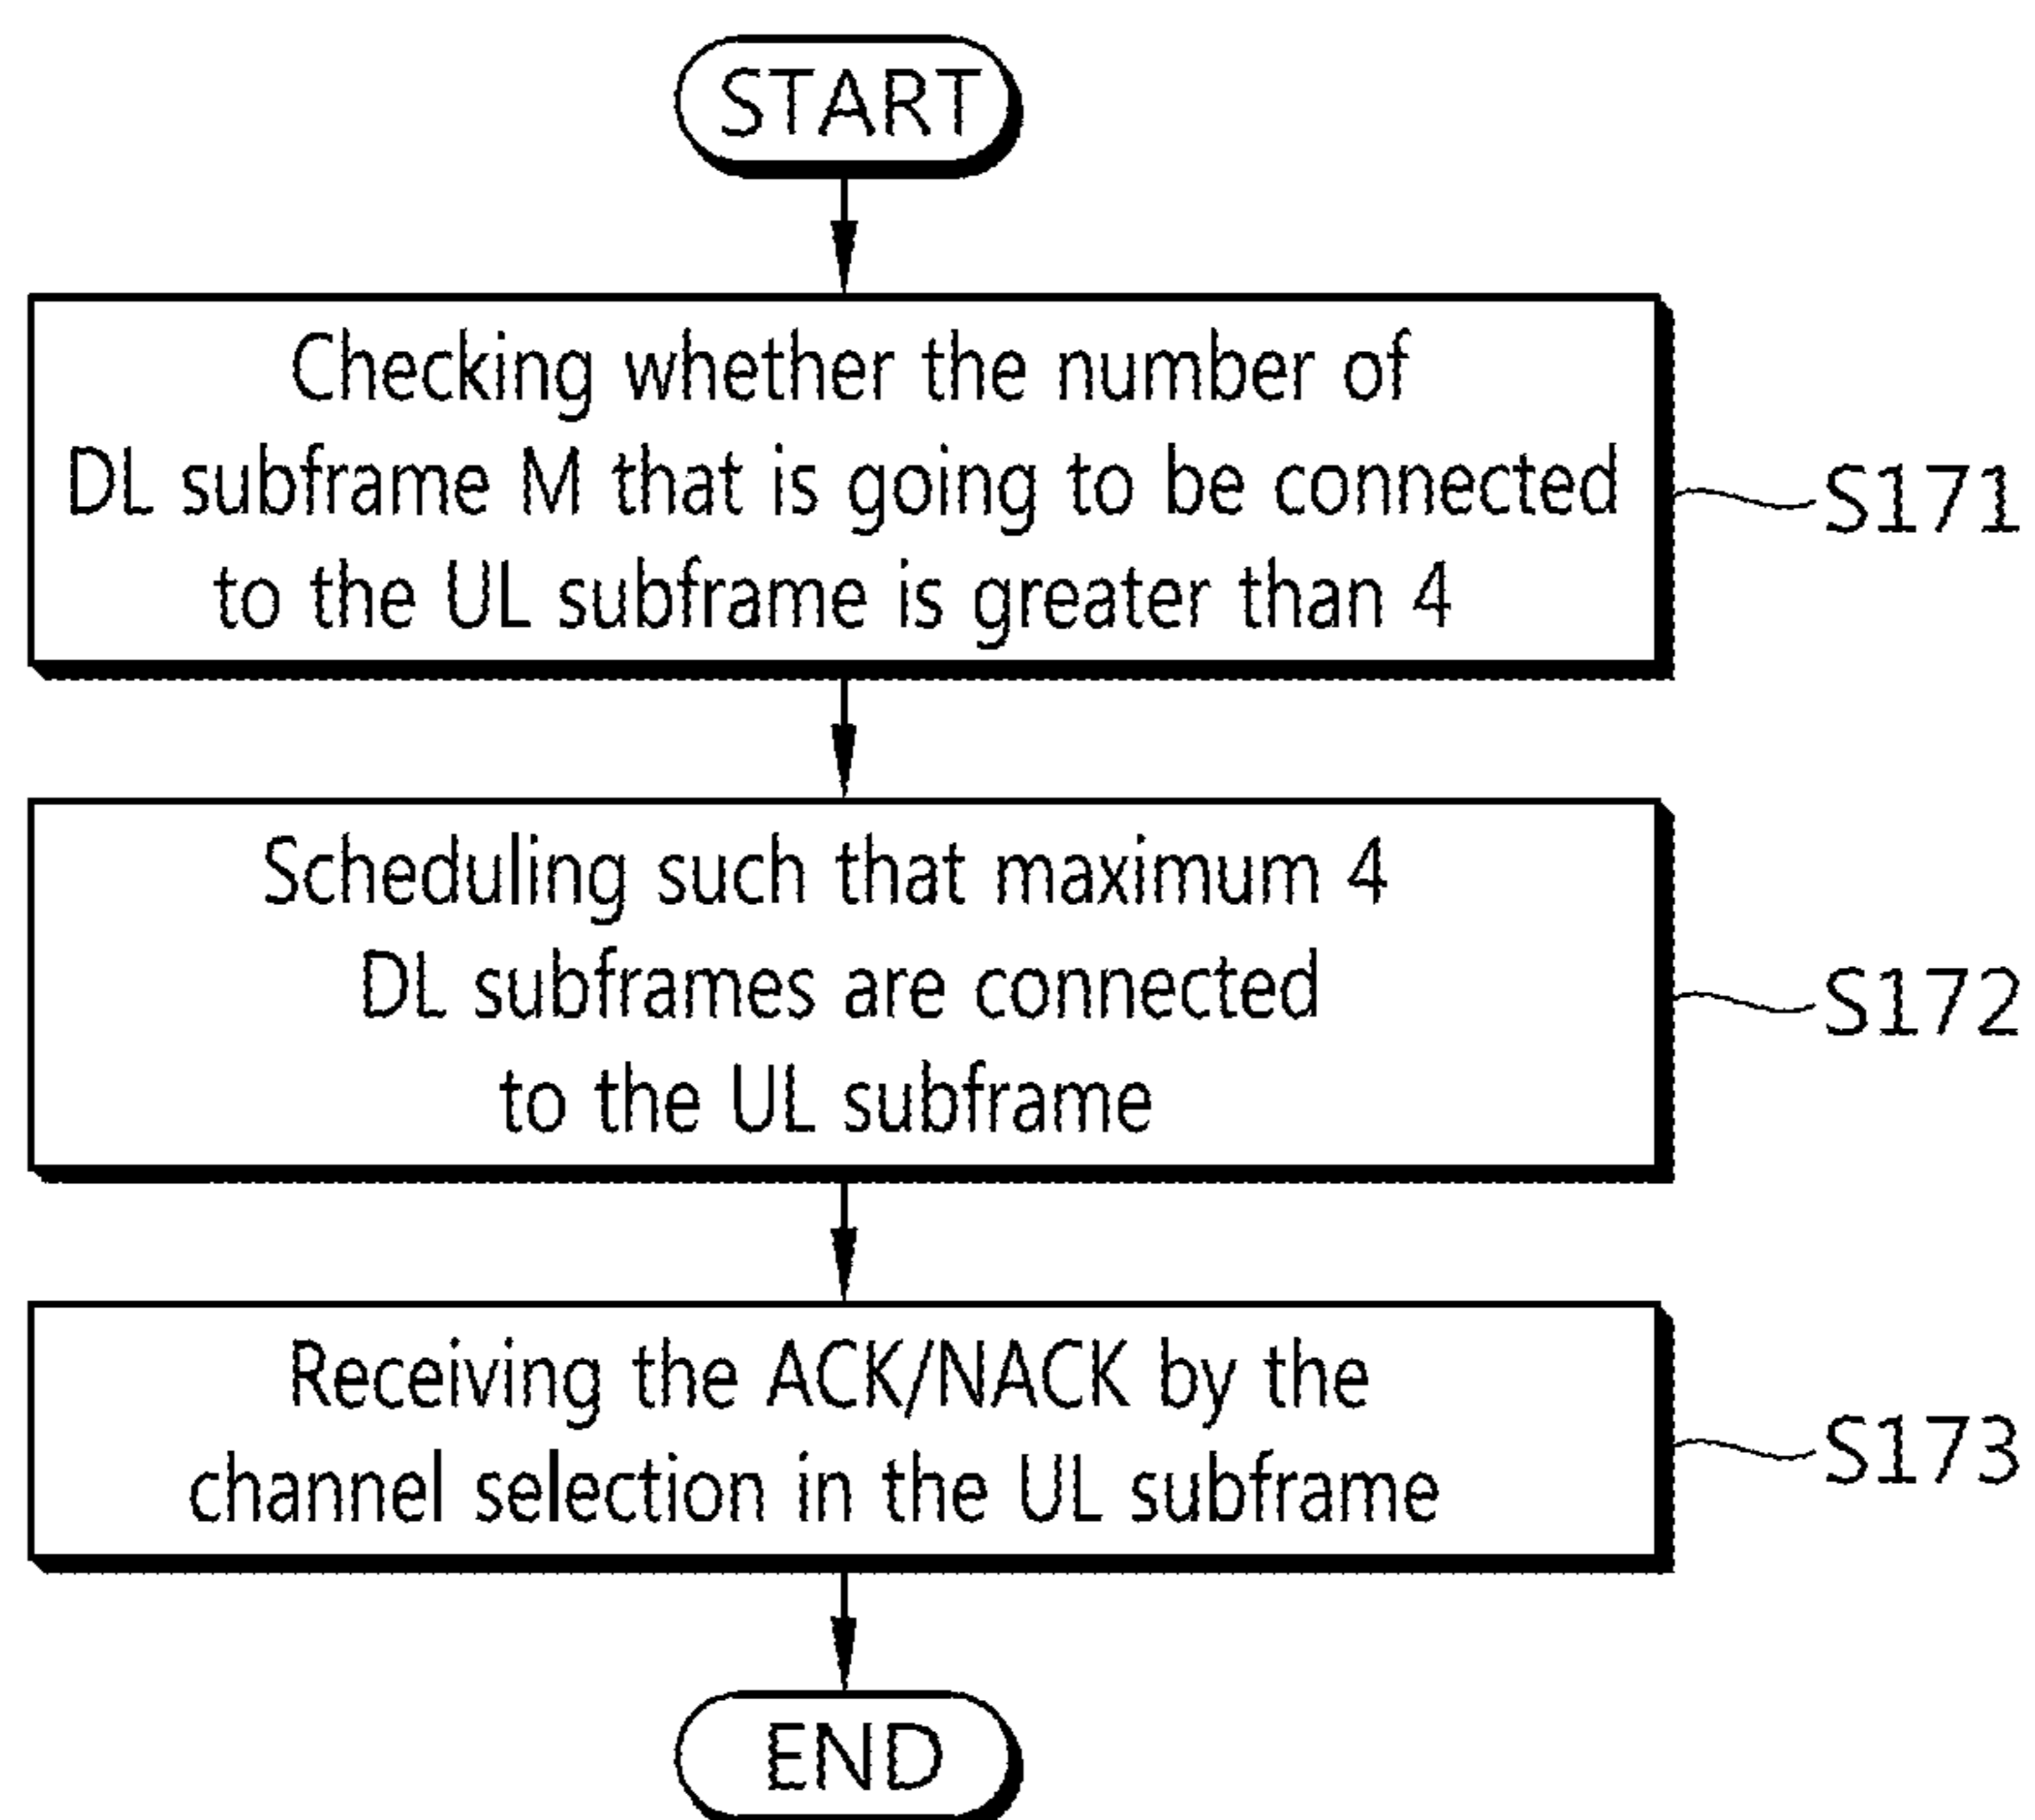 START
Checking whether the number of
DL subframe M that is going to be connected
to the UL subframe is greater than 4
S171
Scheduling such that maximum 4
DL subframes are connected
to the UL subframe
S172
Receiving the ACK/NACK by the
channel selection in the UL subframe
S173
END